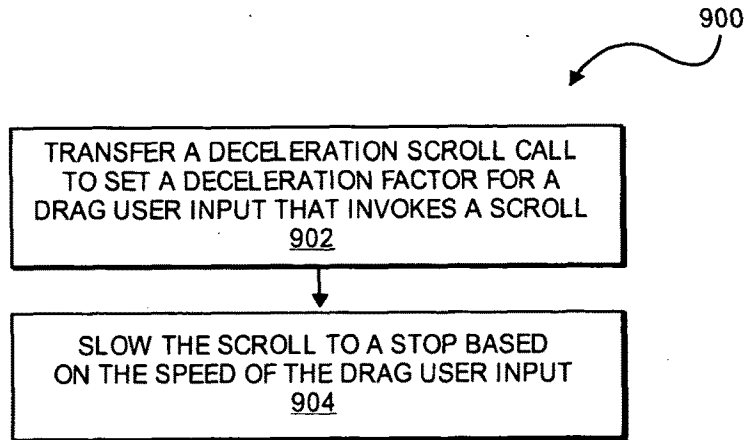 900
TRANSFER A DECELERATION SCROLL CALL
TO SET A DECELERATION FACTOR FOR A
DRAG USER INPUT THAT INVOKES A SCROLL
902
SLOW THE SCROLL TO A STOP BASED
ON THE SPEED OF THE DRAG USER INPUT
904